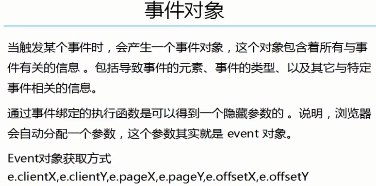 事件对象
当触发某个事件时，会产生一个事件对象，这个对象包含着所有与事
件有关的信息 。包括导致事件的元素、事件的类型、以及其它与特定
事件相关的信息。
通过事件绑定的执行函数是可以得到一个隐藏参数的 。说明，浏览器
会自动分配一个参数，这个参数其实就是 event 对象。
Event对象获取方式
e.clientX,e.clientY,e.pageX,e.pageY,e.offsetX,e.offsetY